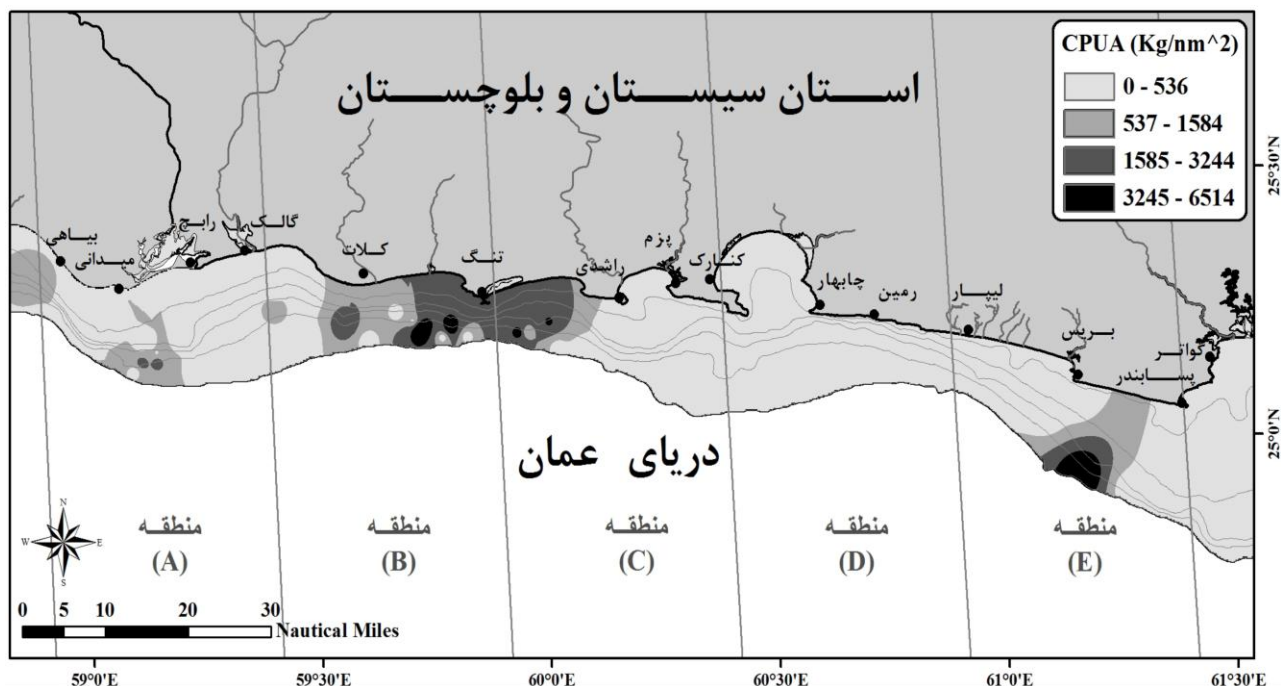 CPUA (Kg/nm^2)
0 - 536
537 - 1584
1585 - 3244
3245 - 6514
استان سیستان و بلوچستان
25°30'N
بیاهی
میدانی
رابچ
گالک
کلات
تنگ
راشدی
پزم
کنارک
چابهار
رمین
لیپار
بریس
گواتر
پسابندر
25°0'N
دریای عمان
منطقه
(A)
منطقه
(B)
منطقه
(C)
منطقه
(D)
منطقه
(E)
N
W
E
S
0 5 10 20 30
Nautical Miles
59°0'E 59°30'E 60°0'E 60°30'E 61°0'E 61°30'E